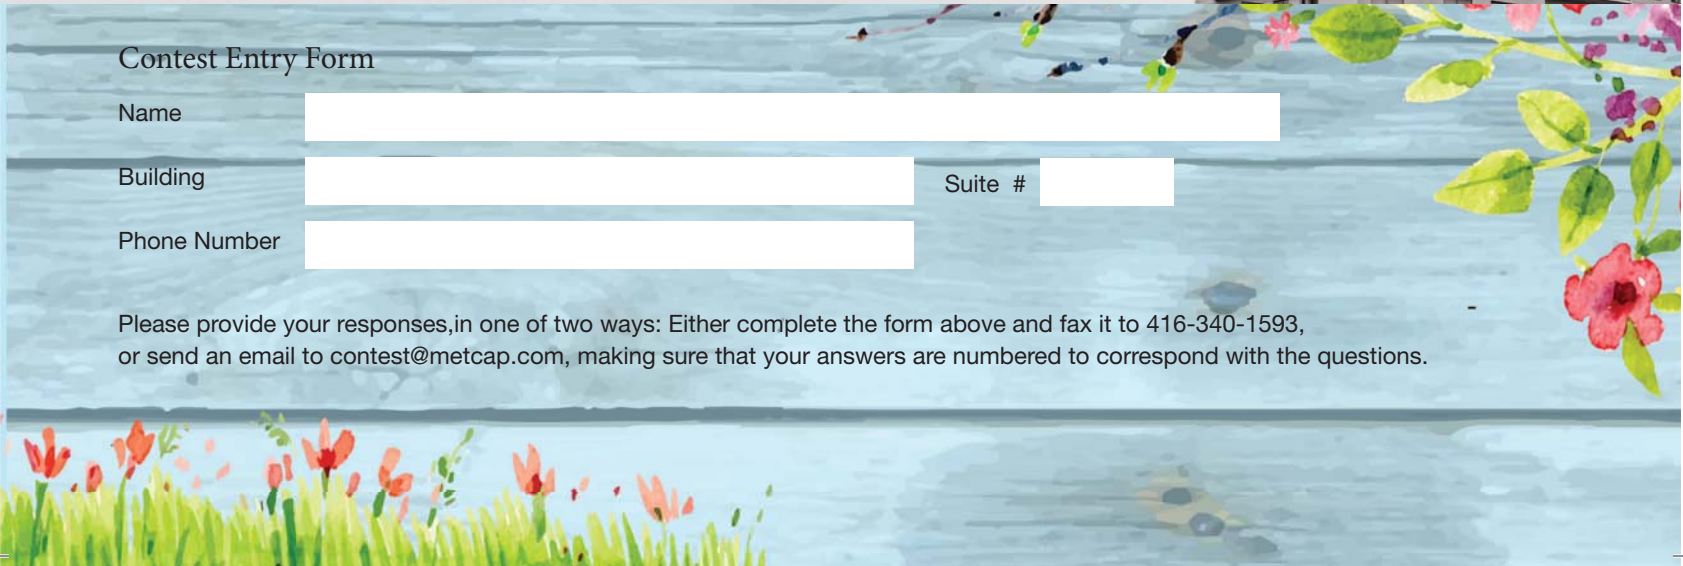 Contest Entry Form
Name
Building
Suite #
Phone Number
Please provide your responses,in one of two ways: Either complete the form above and fax it to 416-340-1593,
or send an email to contest@metcap.com, making sure that your answers are numbered to correspond with the questions.